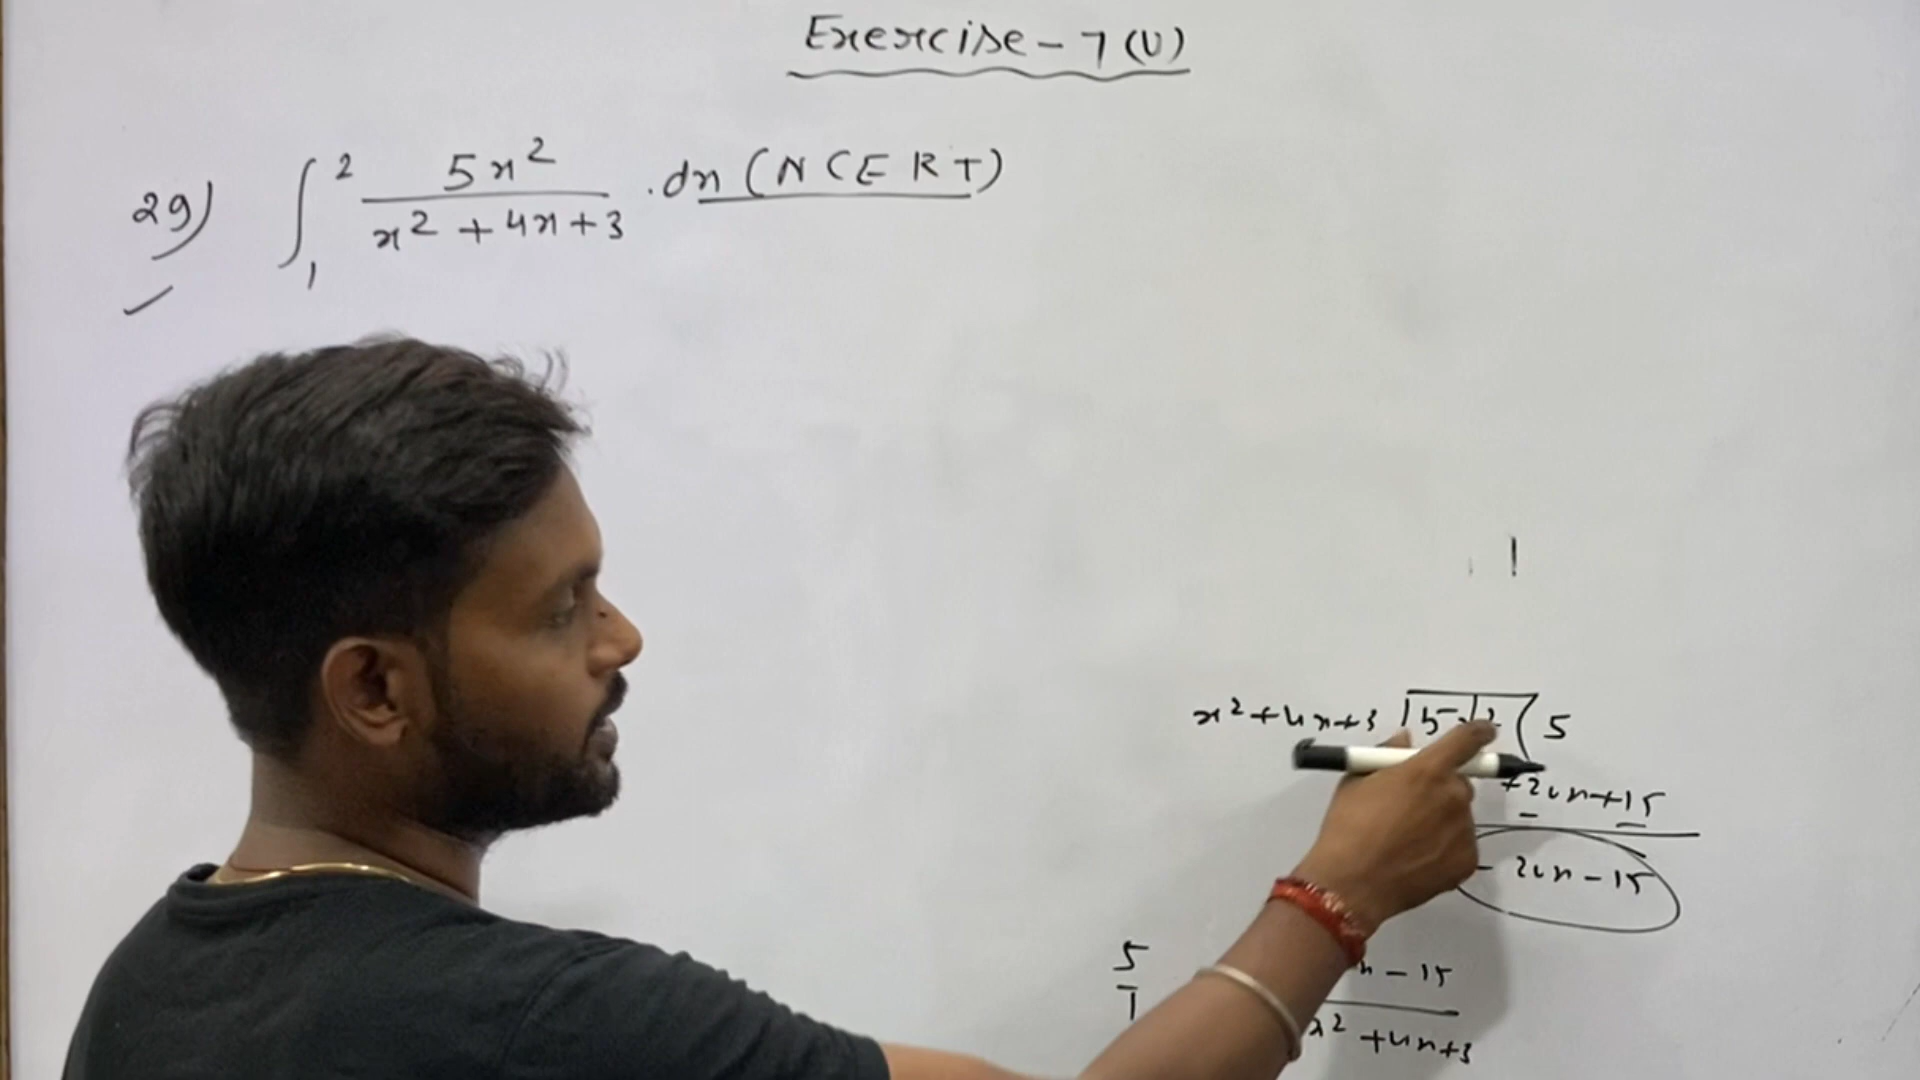 Exercise - 7(U)
29) ∫₁² 5x² / x² + 4x + 3 . dx (NCERT)
x² + 4x + 3 5 5
+ 20x + 15
- 20x - 15
5 / 1 x - 15 / x² + 4x + 3